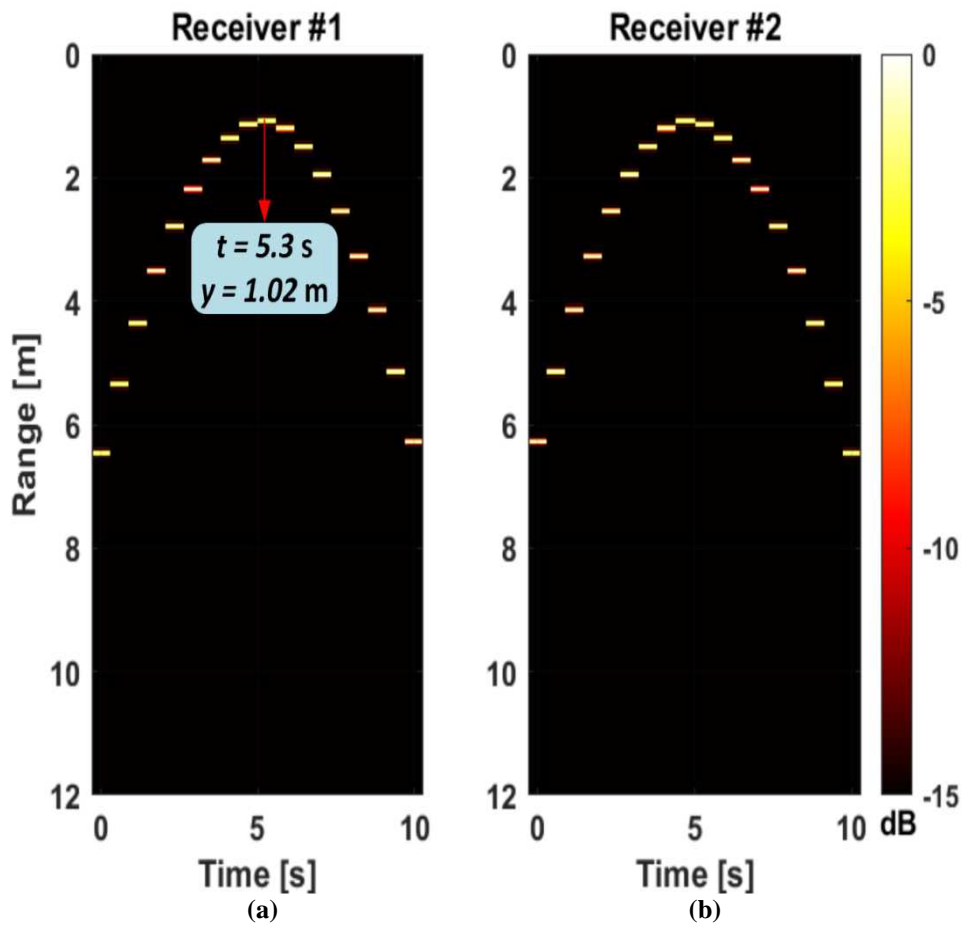 Receiver #1
Receiver #2
0
2
4
6
8
10
12
Range [m]
t = 5.3 s
y = 1.02 m
0
5
10
Time [s]
(a)
0
2
4
6
8
10
12
0
5
10
Time [s]
(b)
0
-5
-10
-15
dB